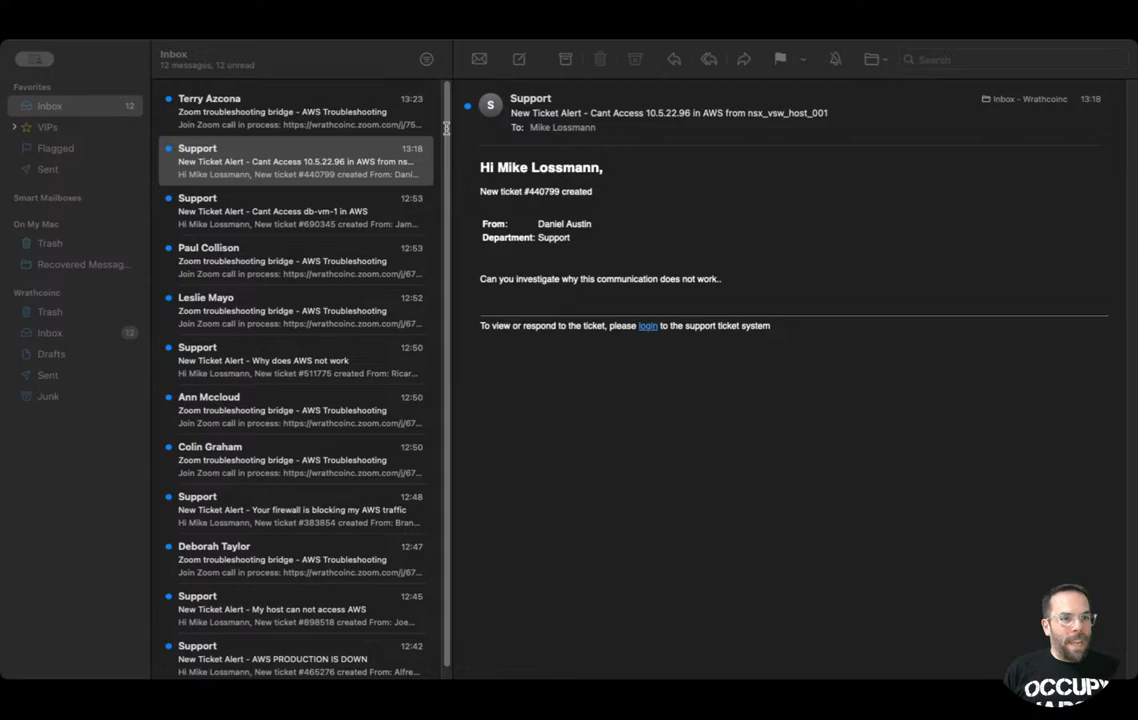 Favorites
Inbox 12
VIPs
Flagged
Sent
Smart Mailboxes
On My Mac
Trash
Recovered Messag...
Wrathcoinc
Trash
Inbox 12
Drafts
Sent
Junk
Inbox
12 messages, 12 unread
Terry Azcona 13:23
Zoom troubleshooting bridge - AWS Troubleshooting
Join Zoom call in process: https://wrathcoinc.zoom.com/j/75...
Support 13:18
New Ticket Alert - Cant Access 10.5.22.96 in AWS from ns...
Hi Mike Lossmann, New ticket #440799 created From: Dani...
Support 12:53
New Ticket Alert - Cant Access db-vm-1 in AWS
Hi Mike Lossmann, New ticket #690345 created From: Jam...
Paul Collison 12:53
Zoom troubleshooting bridge - AWS Troubleshooting
Join Zoom call in process: https://wrathcoinc.zoom.com/j/67...
Leslie Mayo 12:52
Zoom troubleshooting bridge - AWS Troubleshooting
Join Zoom call in process: https://wrathcoinc.zoom.com/j/67...
Support 12:50
New Ticket Alert - Why does AWS not work
Hi Mike Lossmann, New ticket #511775 created From: Ricar...
Ann Mccloud 12:50
Zoom troubleshooting bridge - AWS Troubleshooting
Join Zoom call in process: https://wrathcoinc.zoom.com/j/67...
Colin Graham 12:50
Zoom troubleshooting bridge - AWS Troubleshooting
Join Zoom call in process: https://wrathcoinc.zoom.com/j/67...
Support 12:48
New Ticket Alert - Your firewall is blocking my AWS traffic
Hi Mike Lossmann, New ticket #383854 created From: Bran...
Deborah Taylor 12:47
Zoom troubleshooting bridge - AWS Troubleshooting
Join Zoom call in process: https://wrathcoinc.zoom.com/j/67...
Support 12:45
New Ticket Alert - My host can not access AWS
Hi Mike Lossmann, New ticket #898518 created From: Joe...
Support 12:42
New Ticket Alert - AWS PRODUCTION IS DOWN
Hi Mike Lossmann, New ticket #465276 created From: Alfre...
Search
S
Support
Inbox - Wrathcoinc 13:18
New Ticket Alert - Cant Access 10.5.22.96 in AWS from nsx_vsw_host_001
To: Mike Lossmann
Hi Mike Lossmann,
New ticket #440799 created
From: Daniel Austin
Department: Support
Can you investigate why this communication does not work..
To view or respond to the ticket, please login to the support ticket system
OCCUPY